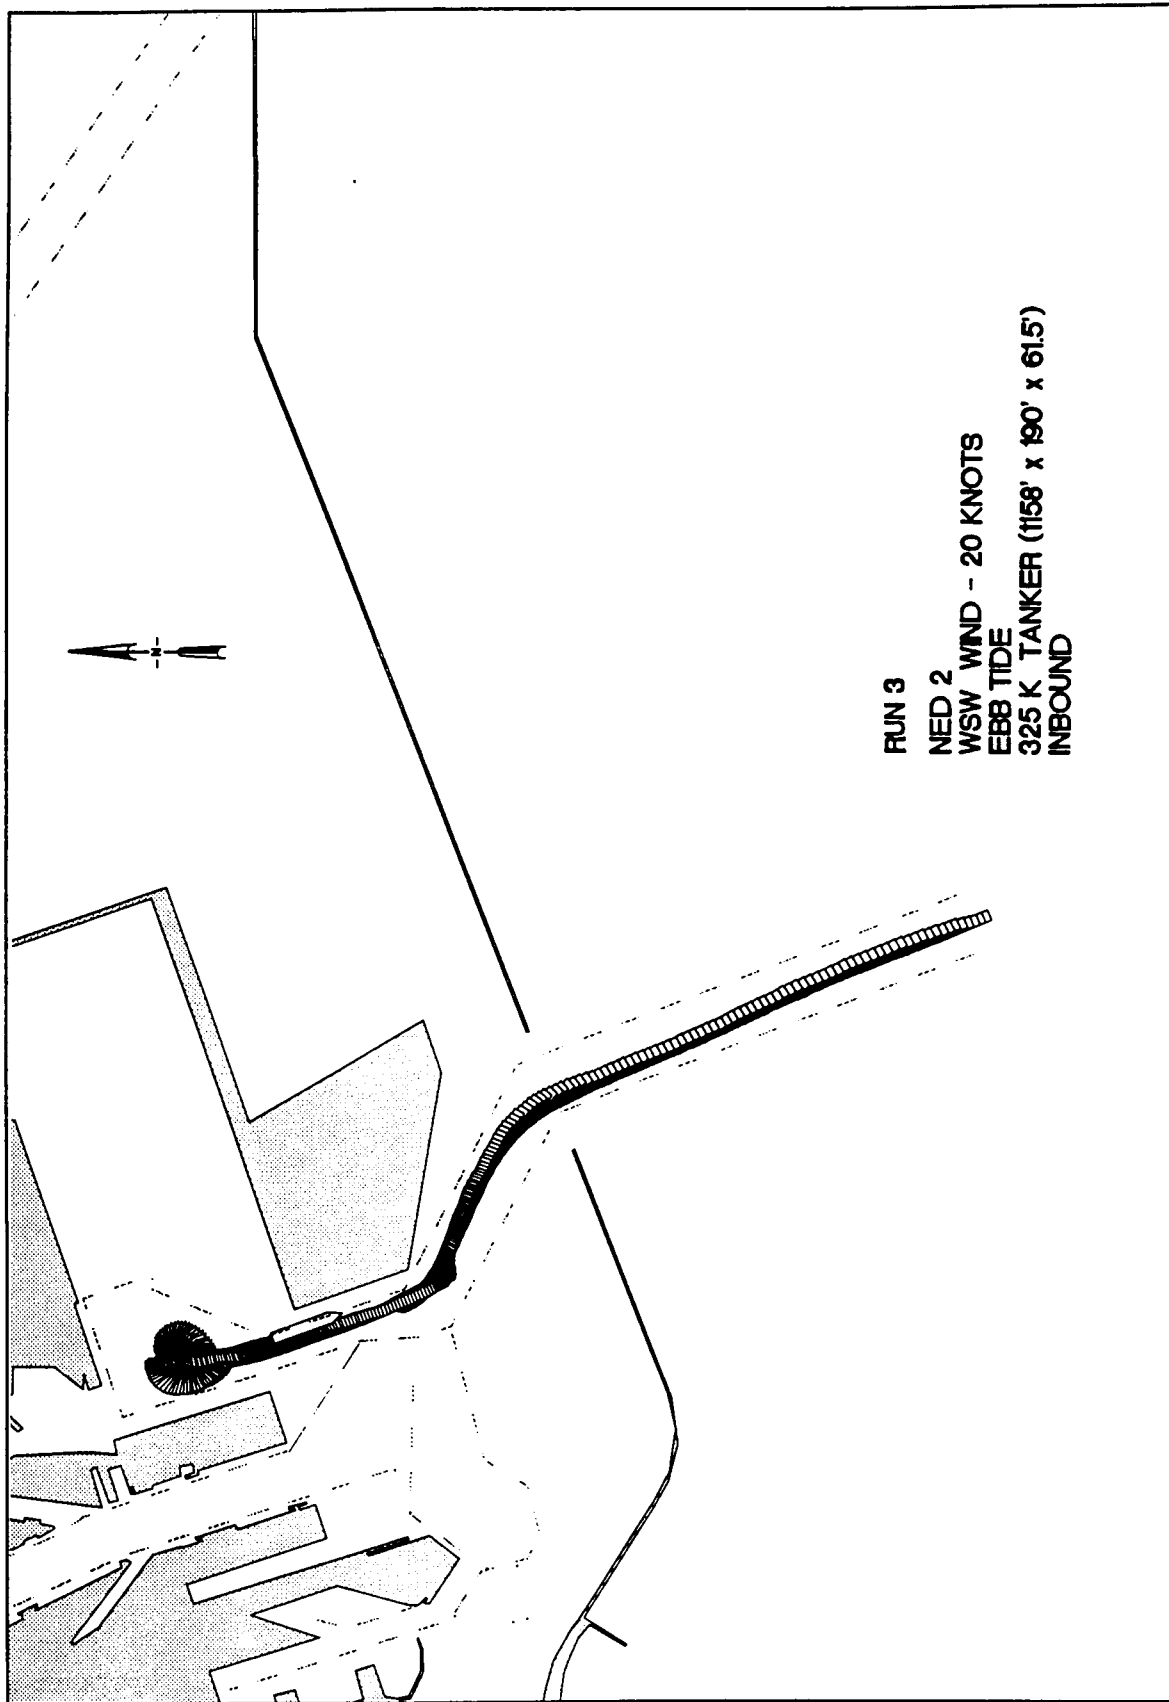 N
RUN 3
NED 2
WSW WIND - 20 KNOTS
EBB TIDE
325 K TANKER (1158' x 190' x 61.5')
INBOUND